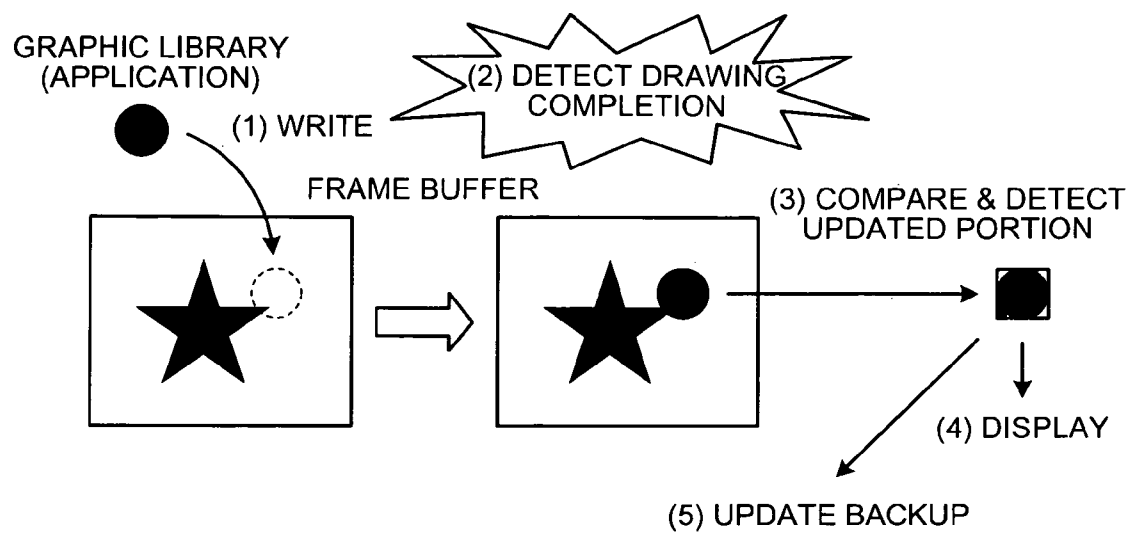 GRAPHIC LIBRARY
(APPLICATION)
(1) WRITE
(2) DETECT DRAWING
COMPLETION
FRAME BUFFER
(3) COMPARE & DETECT
UPDATED PORTION
(4) DISPLAY
(5) UPDATE BACKUP